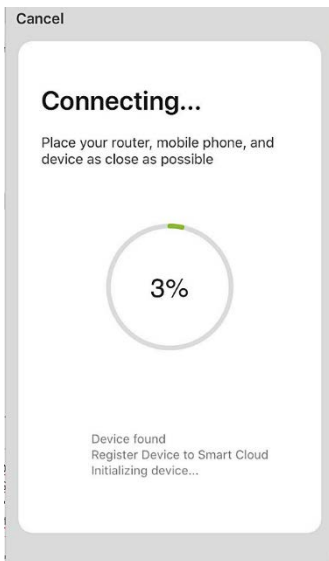 Cancel
Connecting...
Place your router, mobile phone, and
device as close as possible
3%
Device found
Register Device to Smart Cloud
Initializing device...